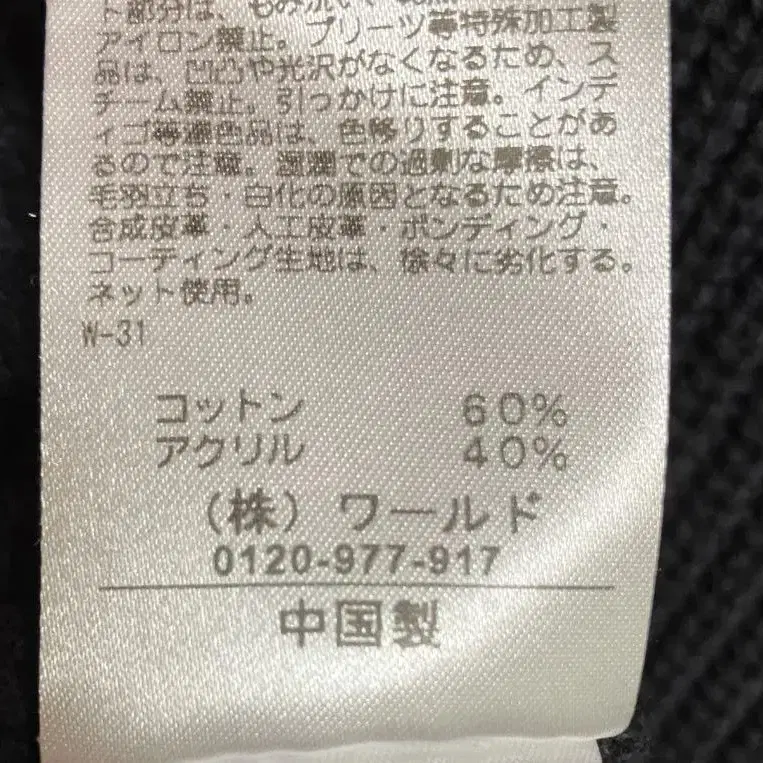 ト部分は、もみ洗い、
アイロン禁止。プリーツ等特殊加工製
品は、凹凸や光沢がなくなるため、ス
チーム禁止。引っかけに注意。インデ
ィゴ等濃色品は、色移りすることがあ
るので注意。湿潤での過剰な摩擦は、
毛羽立ち・白化の原因となるため注意。
合成皮革・人工皮革・ボンディング・
コーティング生地は、徐々に劣化する。
ネット使用。
W-31
コットン 60%
アクリル 40%
(株) ワールド
0120-977-917
中国製